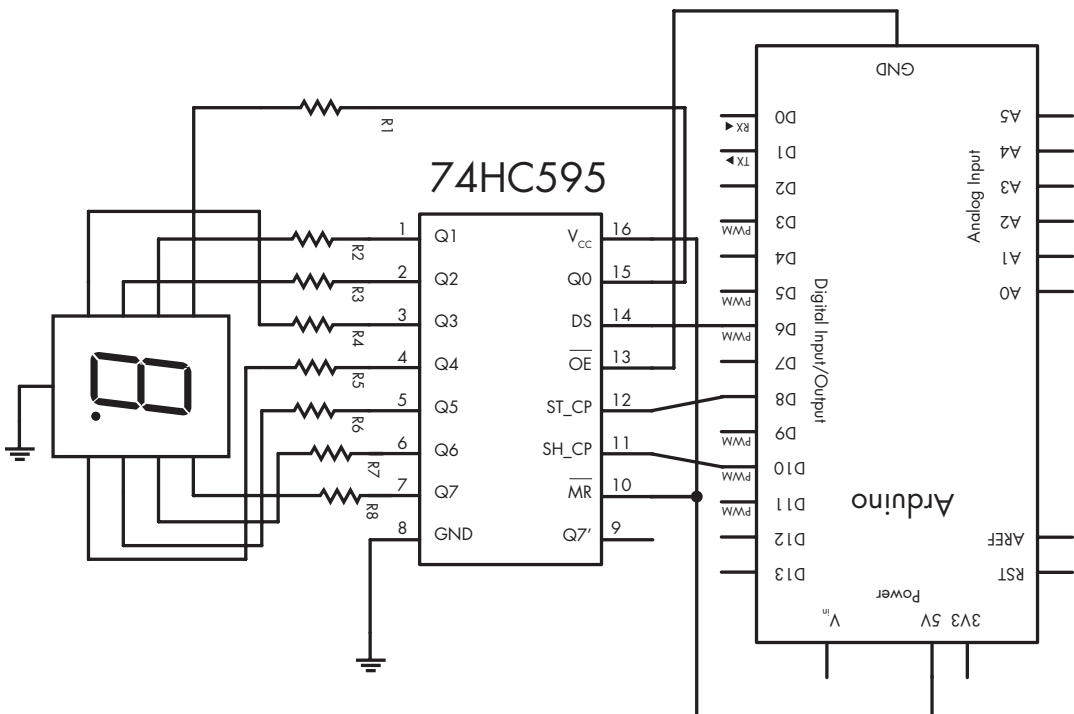 74HC595
R1
R2
R3
R4
R5
R6
R7
R8
1 Q1
2 Q2
3 Q3
4 Q4
5 Q5
6 Q6
7 Q7
8 GND
VCC 16
Q0 15
DS 14
OE 13
ST_CP 12
SH_CP 11
MR 10
Q7' 9
GND
RX ▶ D0
TX ▶ D1
D2
PWM D3
D4
PWM D5
PWM D6
D7
D8
PWM D9
PWM D10
PWM D11
D12
D13
Digital Input/Output
Arduino
Analog Input
A5
A4
A3
A2
A1
A0
AREF
RST
Power
Vin
5V
3V3